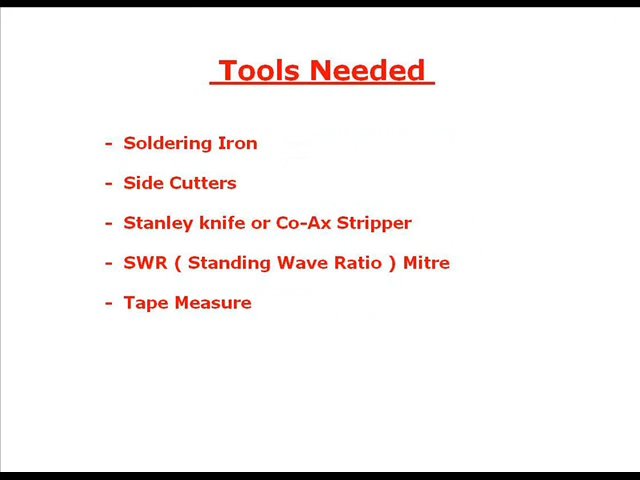 Tools Needed
- Soldering Iron
- Side Cutters
- Stanley knife or Co-Ax Stripper
- SWR ( Standing Wave Ratio ) Mitre
- Tape Measure